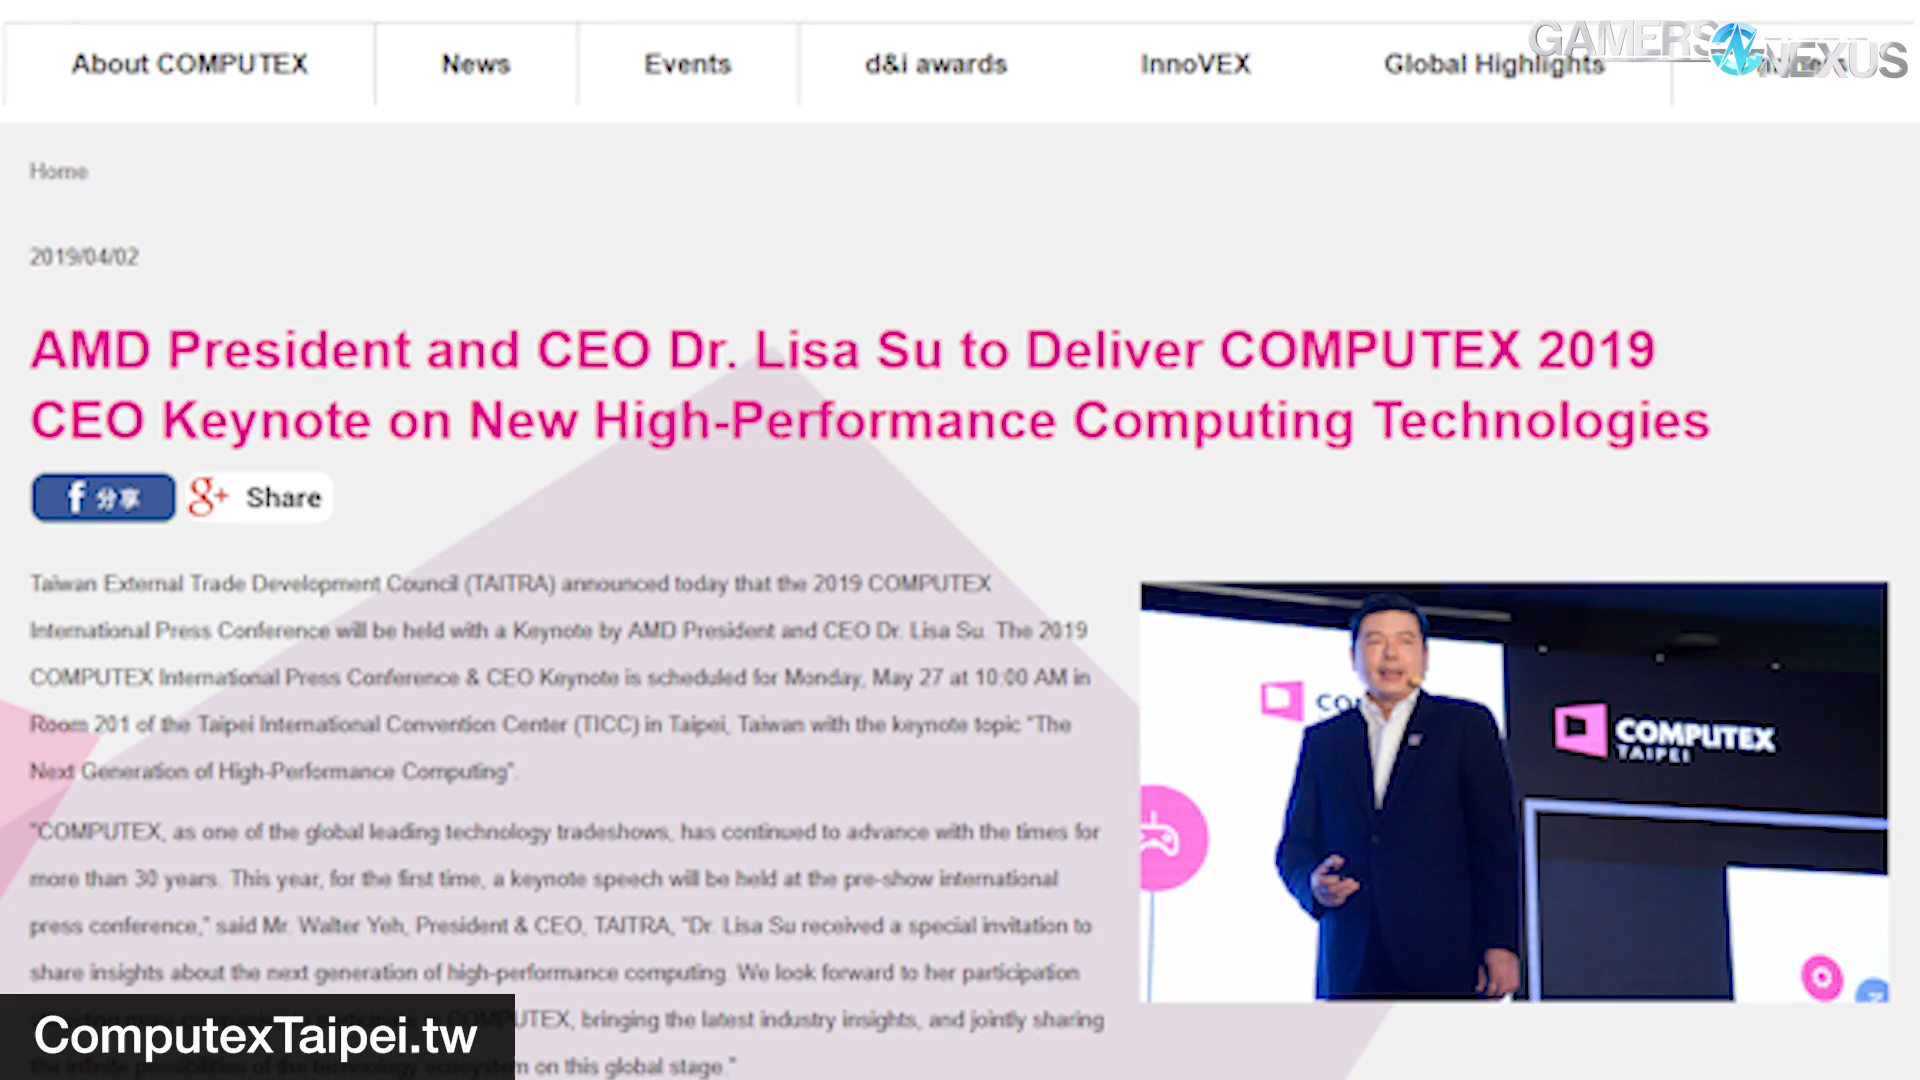 GAMERS NEXUS
About COMPUTEX
News
Events
d&i awards
InnoVEX
Global Highlights
Home
2019/04/02
AMD President and CEO Dr. Lisa Su to Deliver COMPUTEX 2019
CEO Keynote on New High-Performance Computing Technologies
f 分享
g+ Share
Taiwan External Trade Development Council (TAITRA) announced today that the 2019 COMPUTEX
International Press Conference will be held with a Keynote by AMD President and CEO Dr. Lisa Su. The 2019
COMPUTEX International Press Conference & CEO Keynote is scheduled for Monday, May 27 at 10:00 AM in
Room 201 of the Taipei International Convention Center (TICC) in Taipei, Taiwan with the keynote topic "The
Next Generation of High-Performance Computing".
"COMPUTEX, as one of the global leading technology tradeshows, has continued to advance with the times for
more than 30 years. This year, for the first time, a keynote speech will be held at the pre-show international
press conference," said Mr. Walter Yeh, President & CEO, TAITRA, "Dr. Lisa Su received a special invitation to
share insights about the next generation of high-performance computing. We look forward to her participation
COMPUTEX, bringing the latest industry insights, and jointly sharing
the infinite possibilities of the technology ecosystem on this global stage."
CO
COMPUTEX
TAIPEI
ComputexTaipei.tw